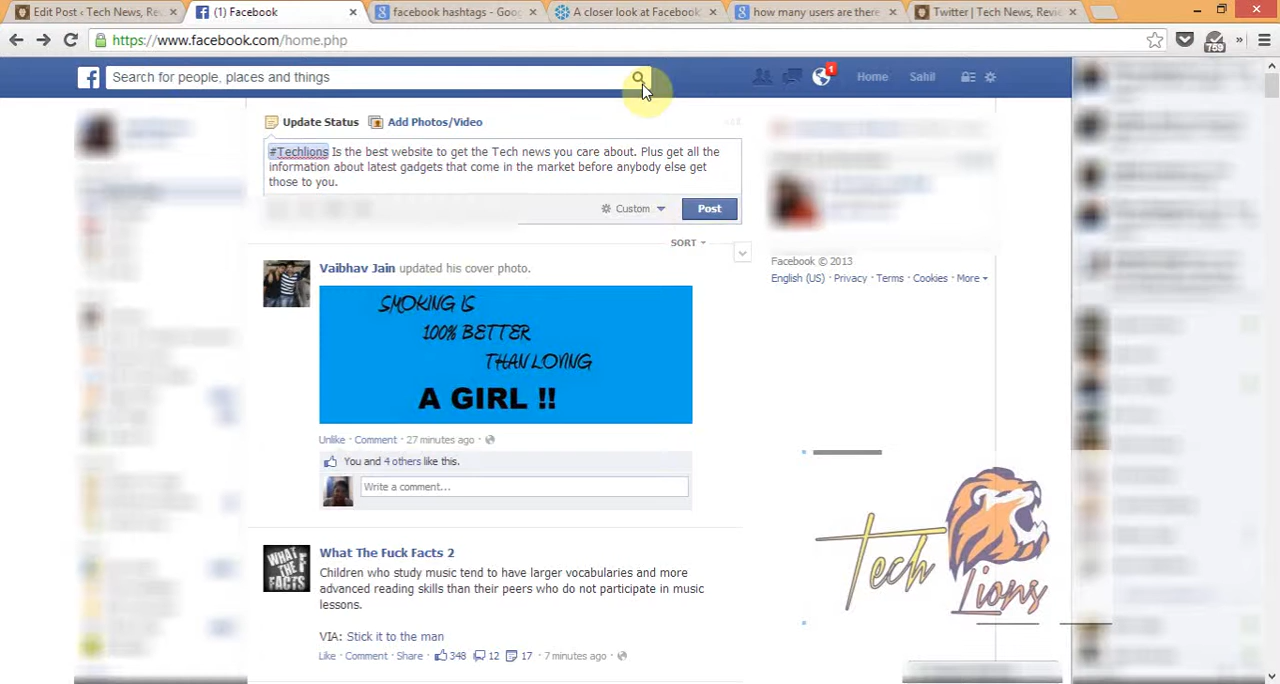 Edit Post ‹ Tech News, Re
(1) Facebook
facebook hashtags - Goo
A closer look at Facebook
how many users are there
Twitter | Tech News, Revi
https://www.facebook.com/home.php
759
Search for people, places and things
1
Home
Sahil
Update Status
Add Photos/Video
#Techlions Is the best website to get the Tech news you care about. Plus get all the
information about latest gadgets that come in the market before anybody else get
those to you.
Custom
Post
SORT
Vaibhav Jain updated his cover photo.
SMOKING IS
100% BETTER
THAN LOVING
A GIRL !!
Unlike · Comment · 27 minutes ago
You and 4 others like this.
Write a comment...
Facebook © 2013
English (US) · Privacy · Terms · Cookies · More
WHAT THE
FACTS
What The Fuck Facts 2
Children who study music tend to have larger vocabularies and more
advanced reading skills than their peers who do not participate in music
lessons.
VIA: Stick it to the man
Like · Comment · Share · 348 12 17 · 7 minutes ago
Tech
Lions